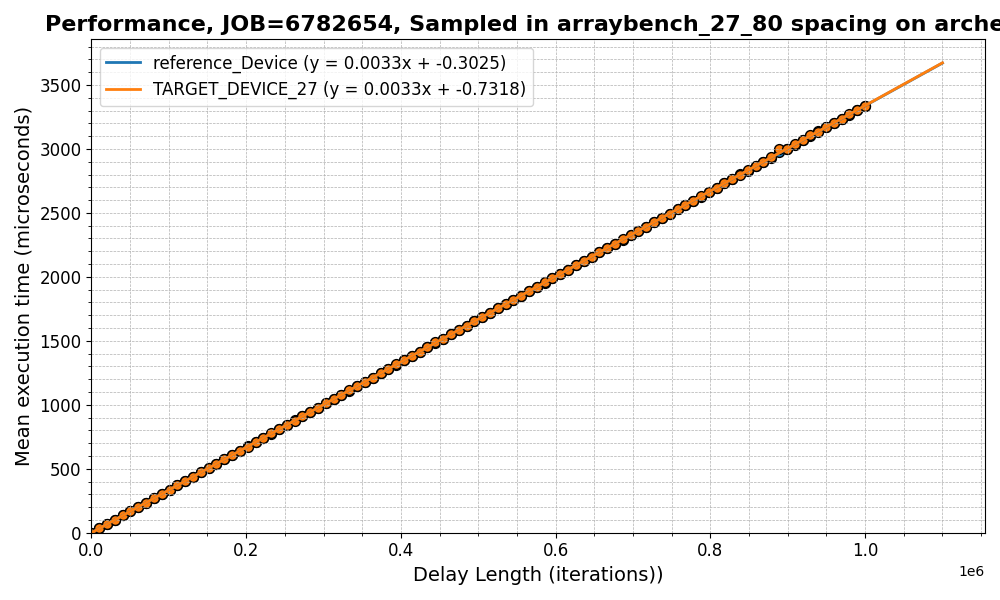 Performance, JOB=6782654, Sampled in arraybench_27_80 spacing on arche
reference_Device (y = 0.0033x + -0.3025)
TARGET_DEVICE_27 (y = 0.0033x + -0.7318)
Mean execution time (microseconds)
3500
3000
2500
2000
1500
1000
500
0
0.0 0.2 0.4 0.6 0.8 1.0
1e6
Delay Length (iterations))